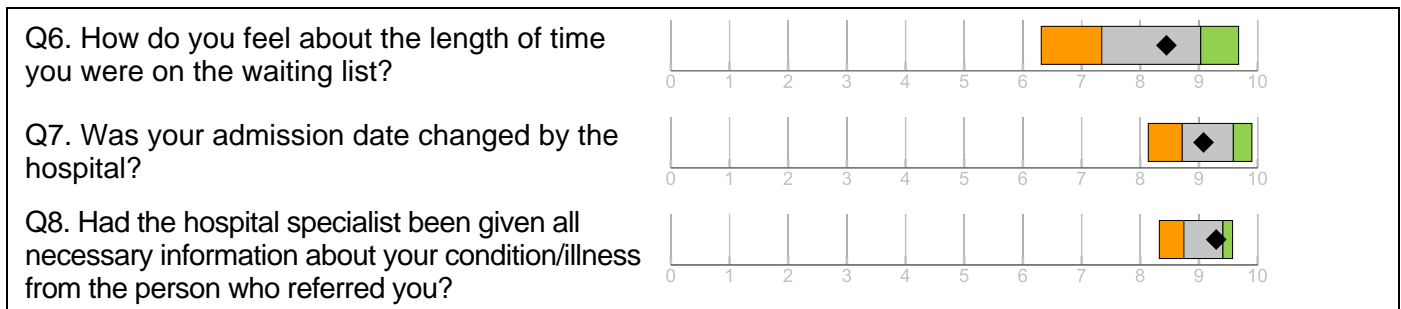 Q6. How do you feel about the length of time
you were on the waiting list?
0 1 2 3 4 5 6 7 8 9 10
Q7. Was your admission date changed by the
hospital?
0 1 2 3 4 5 6 7 8 9 10
Q8. Had the hospital specialist been given all
necessary information about your condition/illness
from the person who referred you?
0 1 2 3 4 5 6 7 8 9 10